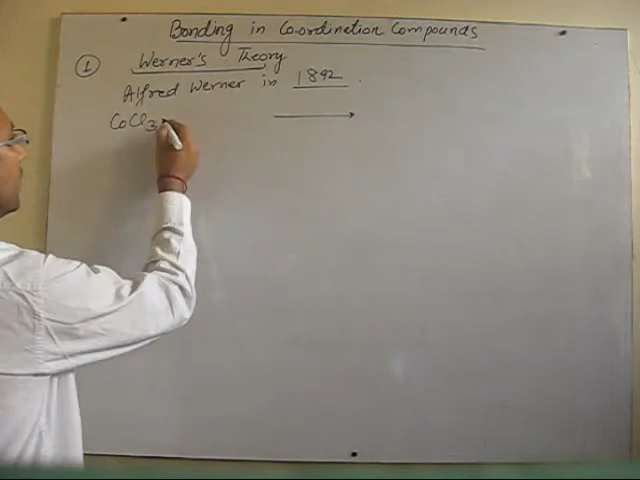 Bonding in Co-ordination Compounds
1 Werner's Theory
Alfred Werner in 1892.
CoCl3